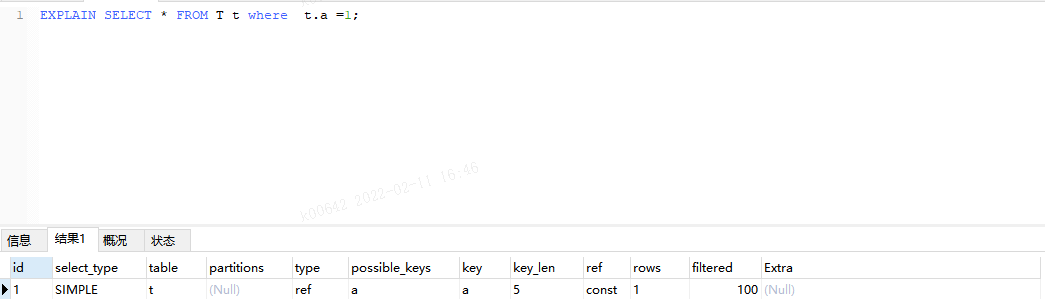 1 EXPLAIN SELECT * FROM T t where t.a =1;
k00642 2022-02-11 16:46
信息 结果1 概况 状态
id select_type table partitions type possible_keys key key_len ref rows filtered Extra
1 SIMPLE t (Null) ref a a 5 const 1 100 (Null)